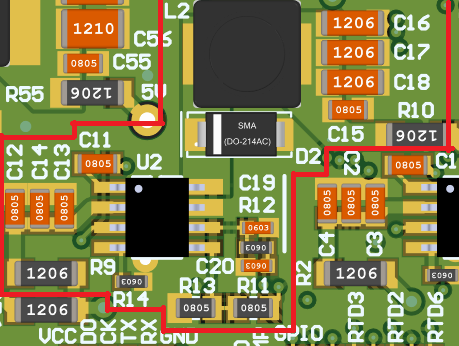 L2
1210
C56
1206
C16
C55
0805
1206
C17
5V
R55
1206
1206
C18
0805
R10
SMA
(DO-214AC)
C15
1206
C12
C14
C13
C11
0805
U2
D2
C2
0805
C1
C19
R12
0805
0805
0805
0603
0603
0603
0805
0805
0805
C4
C3
1206
R9
C20
R2
1206
0603
0603
R14
R13
R11
1206
0805
0805
VCC
DO
CK
TX
RX
GND
GPIO
RTD3
RTD2
RTD6